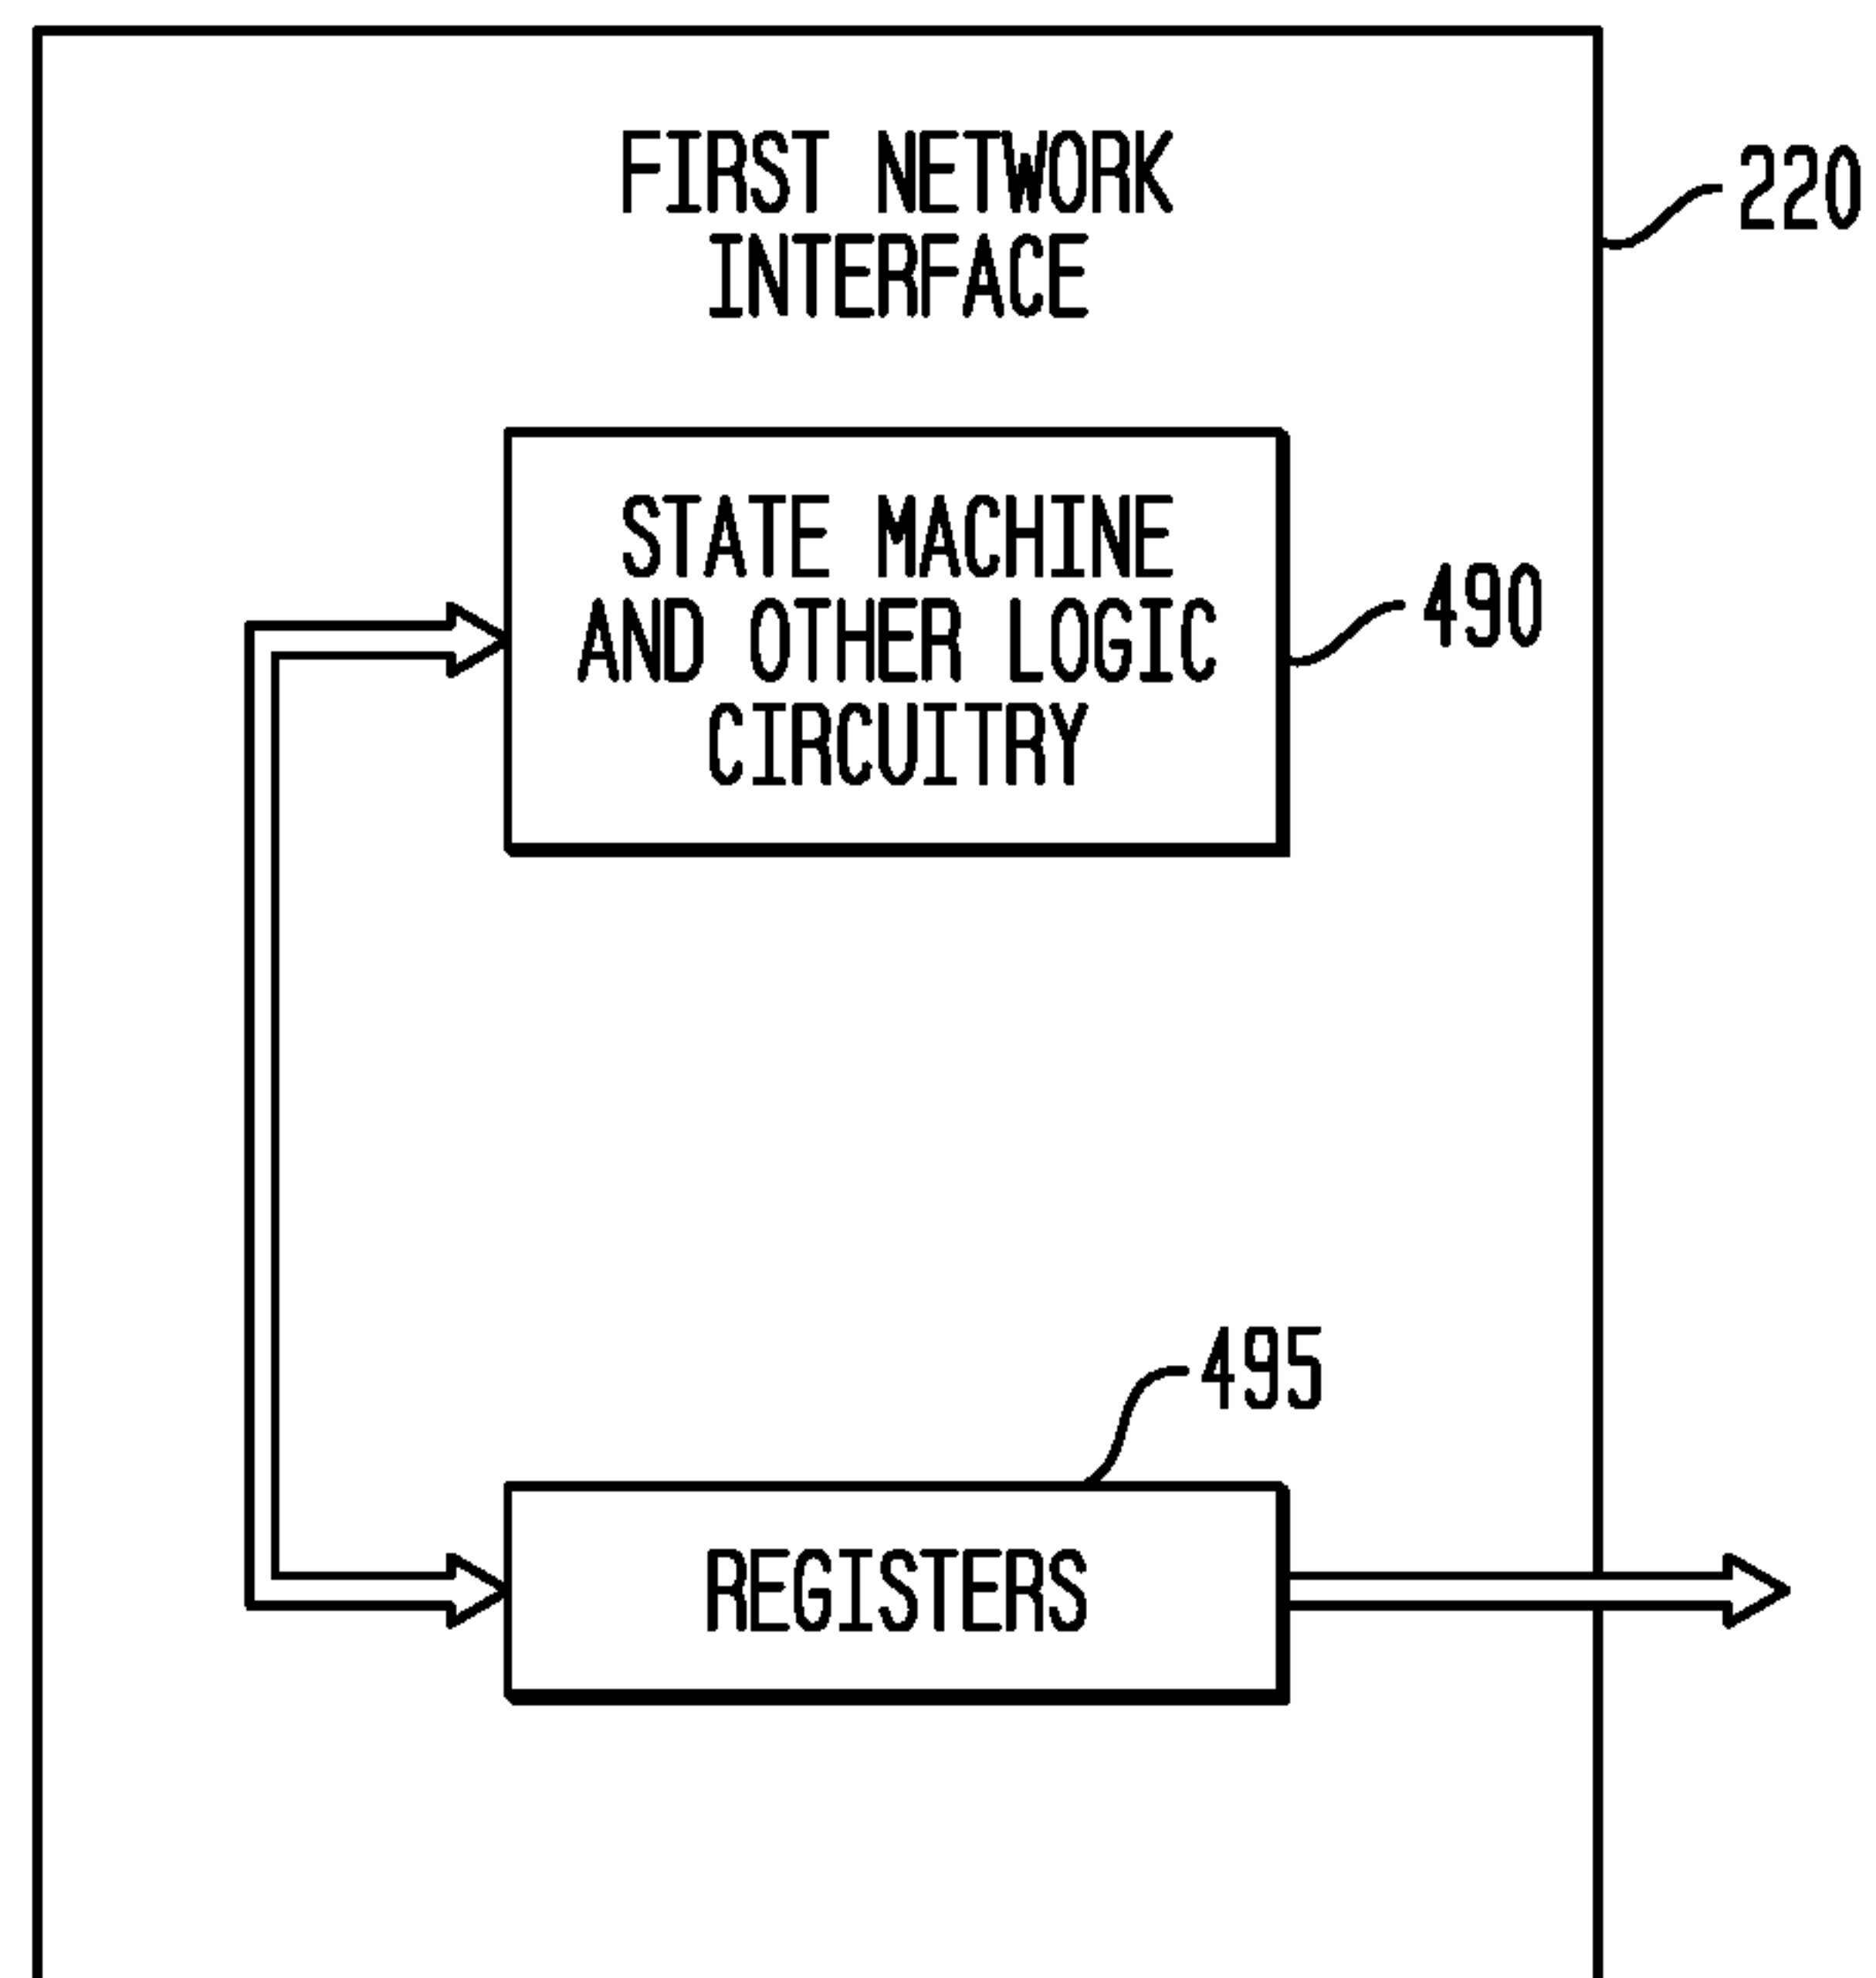 FIRST NETWORK
INTERFACE
220
STATE MACHINE
AND OTHER LOGIC
CIRCUITRY
490
495
REGISTERS